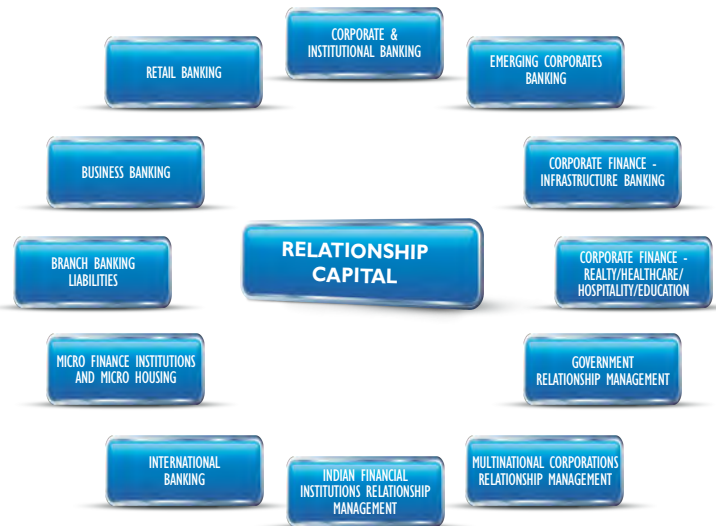 CORPORATE &
INSTITUTIONAL BANKING
RETAIL BANKING
EMERGING CORPORATES
BANKING
BUSINESS BANKING
CORPORATE FINANCE -
INFRASTRUCTURE BANKING
RELATIONSHIP
CAPITAL
BRANCH BANKING
LIABILITIES
CORPORATE FINANCE -
REALTY/HEALTHCARE/
HOSPITALITY/EDUCATION
MICRO FINANCE INSTITUTIONS
AND MICRO HOUSING
GOVERNMENT
RELATIONSHIP MANAGEMENT
INTERNATIONAL
BANKING
INDIAN FINANCIAL
INSTITUTIONS RELATIONSHIP
MANAGEMENT
MULTINATIONAL CORPORATIONS
RELATIONSHIP MANAGEMENT